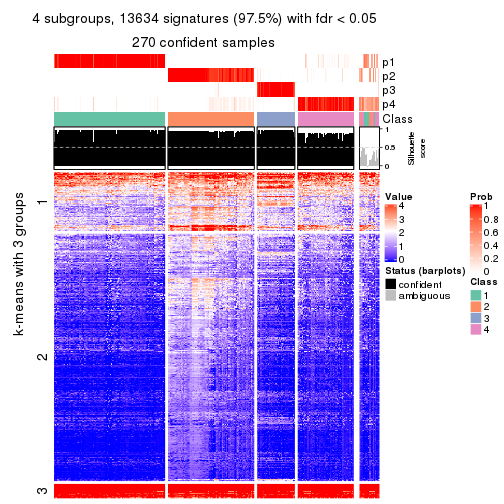 4 subgroups, 13634 signatures (97.5%) with fdr < 0.05
270 confident samples
p1
p2
p3
p4
Class
1
0.5
0
Silhouette
score
k-means with 3 groups
1
2
3
Value
4
3
2
1
0
Status (barplots)
confident
ambiguous
Prob
1
0.8
0.6
0.4
0.2
0
Class
1
2
3
4